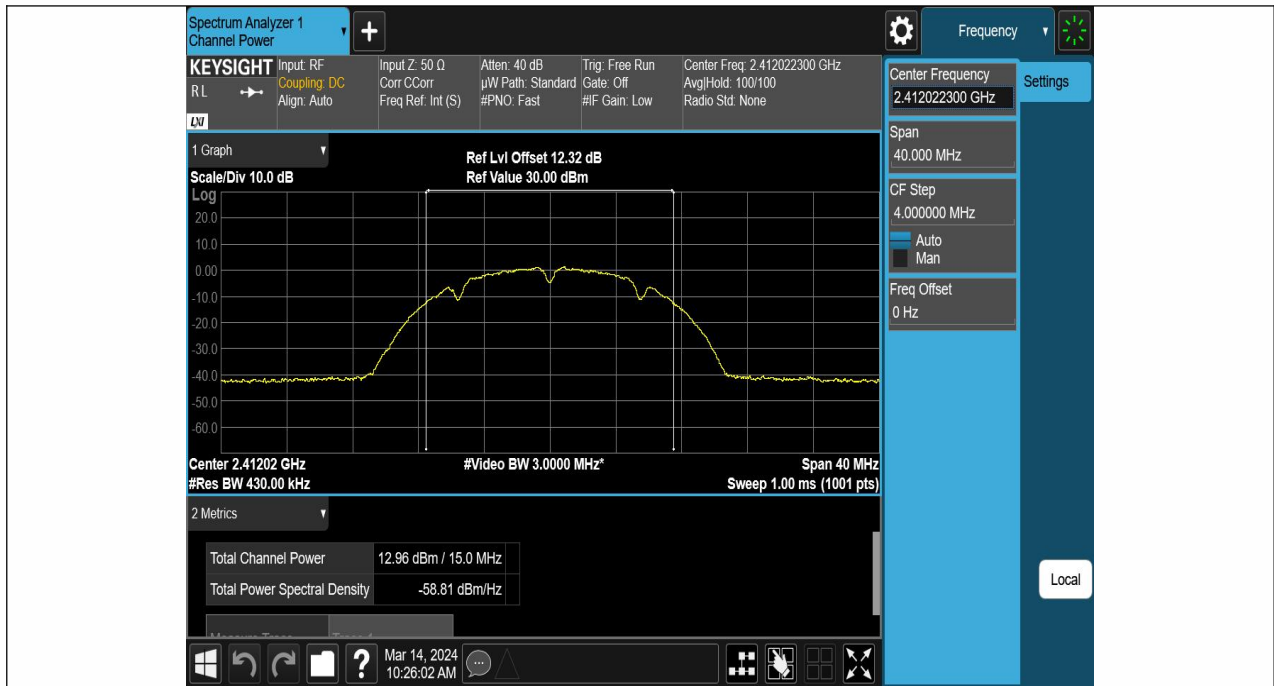 Spectrum Analyzer 1
Channel Power
+
Frequency
KEYSIGHT
R L
LXI
Input: RF
Coupling: DC
Align: Auto
Input Z: 50 Ω
Corr CCorr
Freq Ref: Int (S)
Atten: 40 dB
µW Path: Standard
#PNO: Fast
Trig: Free Run
Gate: Off
#IF Gain: Low
Center Freq: 2.412022300 GHz
Avg|Hold: 100/100
Radio Std: None
Center Frequency
2.412022300 GHz
Settings
Span
40.000 MHz
CF Step
4.000000 MHz
Auto
Man
Freq Offset
0 Hz
Local
1 Graph
Scale/Div 10.0 dB
Ref Lvl Offset 12.32 dB
Ref Value 30.00 dBm
Log
20.0
10.0
0.00
-10.0
-20.0
-30.0
-40.0
-50.0
-60.0
Center 2.41202 GHz
#Video BW 3.0000 MHz*
Span 40 MHz
#Res BW 430.00 kHz
Sweep 1.00 ms (1001 pts)
2 Metrics
Total Channel Power 12.96 dBm / 15.0 MHz
Total Power Spectral Density -58.81 dBm/Hz
?
Mar 14, 2024
10:26:02 AM